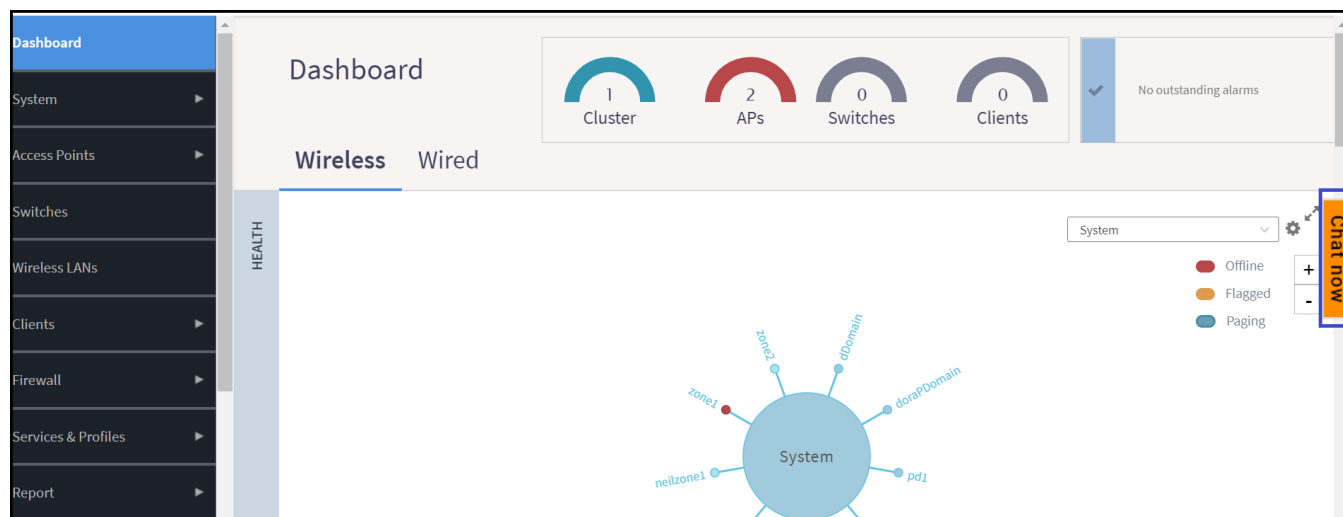 Dashboard
System
Access Points
Switches
Wireless LANs
Clients
Firewall
Services & Profiles
Report
Dashboard
1
Cluster
2
APs
0
Switches
0
Clients
No outstanding alarms
Wireless
Wired
HEALTH
System
Offline
Flagged
Paging
+
-
Chat now
zone2
dDomain
zone1
doraPDomain
System
neilzone1
pd1